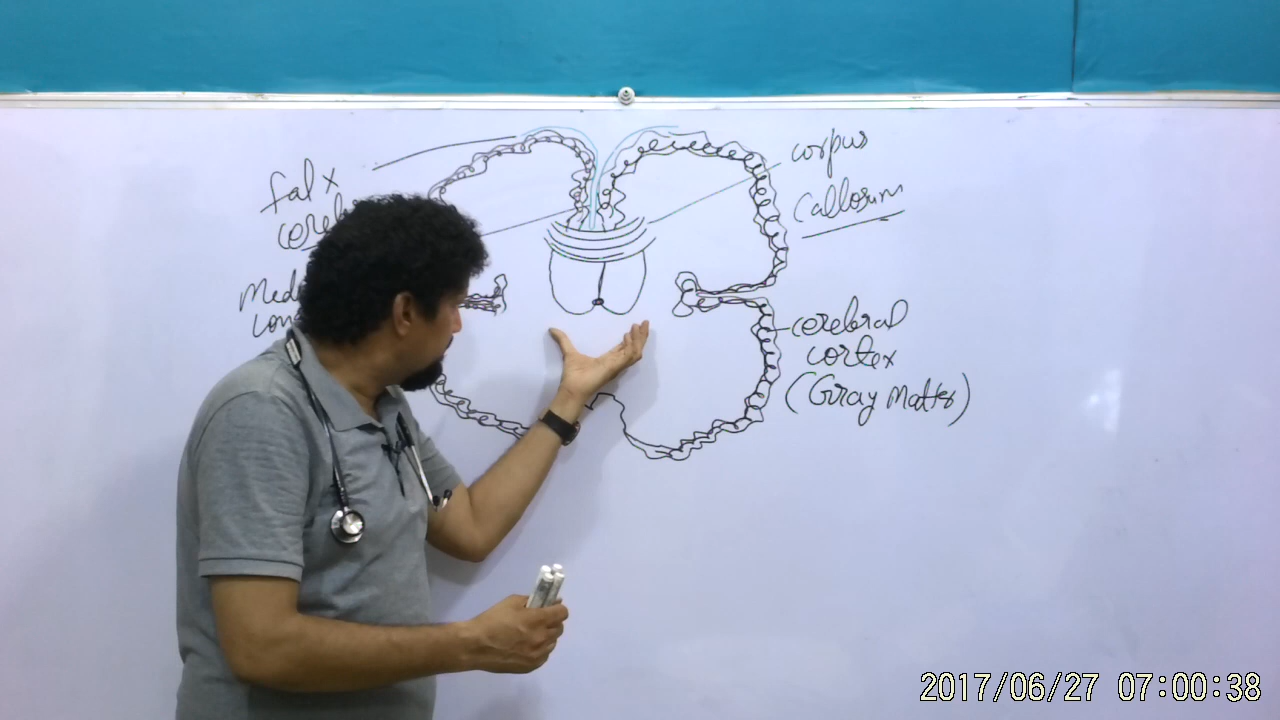 falx
corpus
callosum
cerebral
cortex
(Gray Matter)
2017/06/27 07:00:38